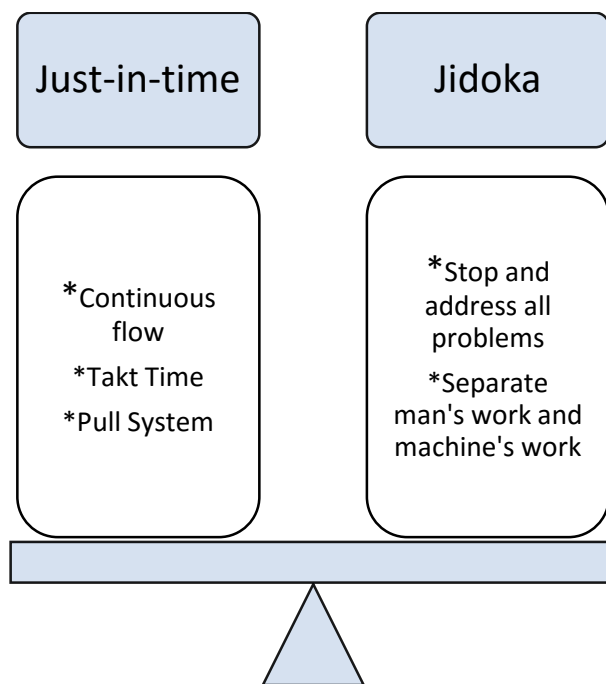 Just-in-time
Jidoka
*Continuous
flow
*Takt Time
*Pull System
*Stop and
address all
problems
*Separate
man's work and
machine's work